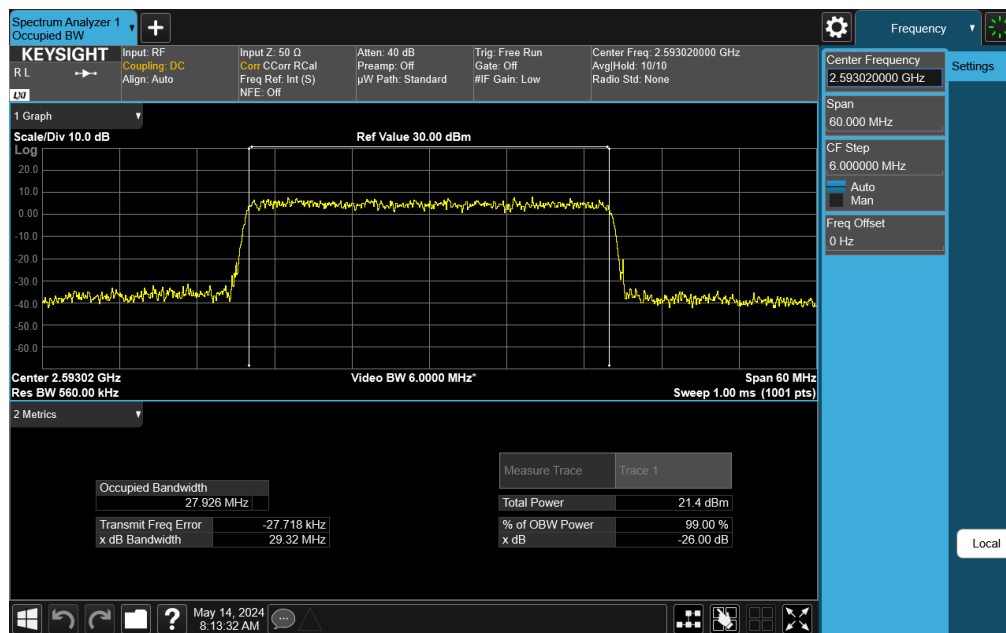 Spectrum Analyzer 1
Occupied BW
Frequency
KEYSIGHT
R L
LXI
Input: RF
Coupling: DC
Align: Auto
Input Z: 50 Ω
Corr CCorr RCal
Freq Ref: Int (S)
NFE: Off
Atten: 40 dB
Preamp: Off
µW Path: Standard
Trig: Free Run
Gate: Off
#IF Gain: Low
Center Freq: 2.593020000 GHz
Avg|Hold: 10/10
Radio Std: None
Center Frequency
2.593020000 GHz
Settings
Span
60.000 MHz
CF Step
6.000000 MHz
Auto
Man
Freq Offset
0 Hz
Local
1 Graph
Scale/Div 10.0 dB
Ref Value 30.00 dBm
Log
20.0
10.0
0.00
-10.0
-20.0
-30.0
-40.0
-50.0
-60.0
Center 2.59302 GHz
Video BW 6.0000 MHz*
Span 60 MHz
Res BW 560.00 kHz
Sweep 1.00 ms (1001 pts)
2 Metrics
Measure Trace
Trace 1
Occupied Bandwidth
27.926 MHz
Total Power
21.4 dBm
Transmit Freq Error
-27.718 kHz
% of OBW Power
99.00 %
x dB Bandwidth
29.32 MHz
x dB
-26.00 dB
?
May 14, 2024
8:13:32 AM